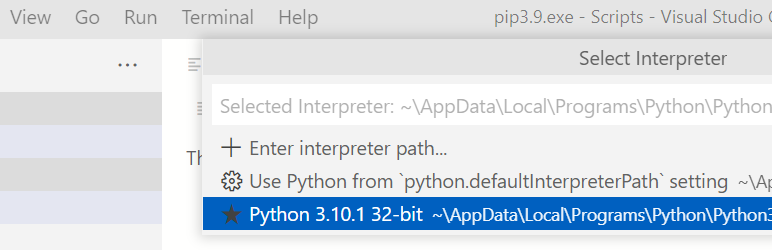 View Go Run Terminal Help pip3.9.exe - Scripts - Visual Studio
Select Interpreter
Selected Interpreter: ~\AppData\Local\Programs\Python\Python
Enter interpreter path...
Th
Use Python from `python.defaultInterpreterPath` setting ~\Ap
Python 3.10.1 32-bit ~\AppData\Local\Programs\Python\Python3